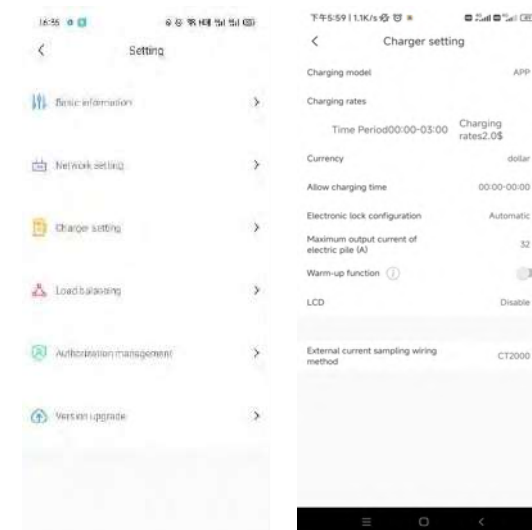 16:35
Setting
Basic information
Network setting
Charger setting
Load balancing
Authorization management
Version upgrade
下午5:59 | 1.1K/s
Charger setting
Charging model APP
Charging rates
Time Period00:00-03:00 Charging
rates2.0$
Currency dollar
Allow charging time 00:00-00:00
Electronic lock configuration Automatic
Maximum output current of
electric pile (A) 32
Warm-up function
LCD Disable
External current sampling wiring
method CT2000